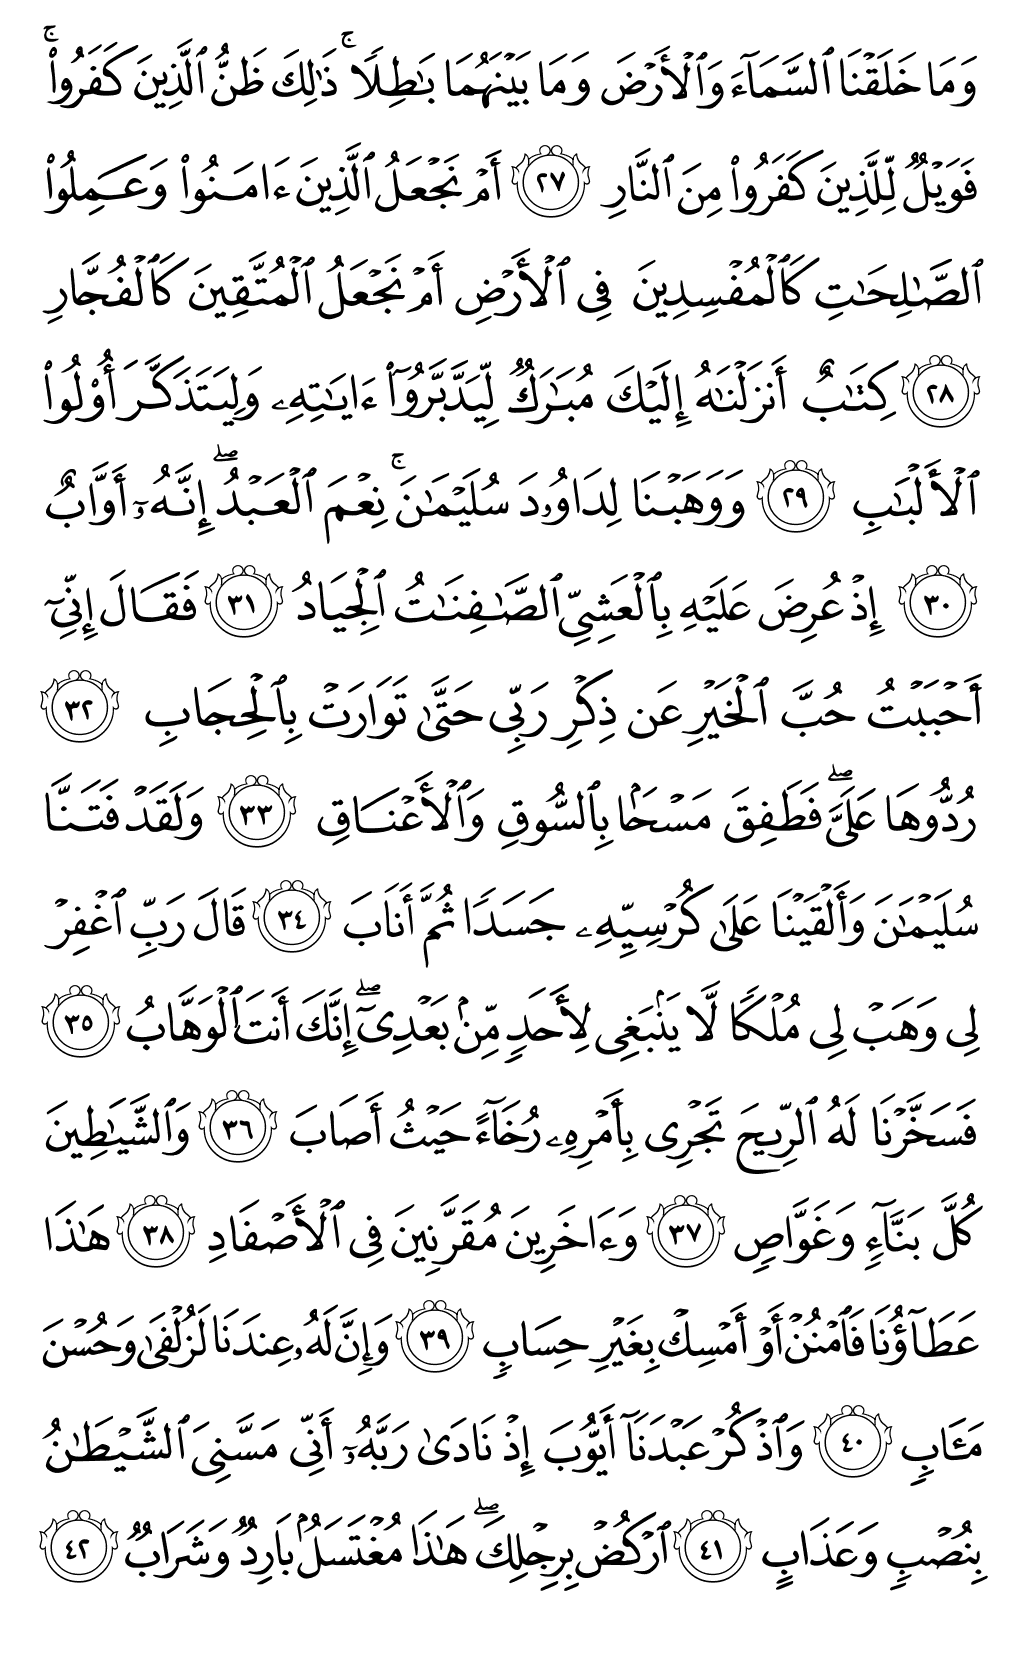 وَمَا خَلَقْنَا ٱلسَّمَآءَ وَٱلْأَرْضَ وَمَا بَيْنَهُمَا بَٰطِلًا ۚ ذَٰلِكَ ظَنُّ ٱلَّذِينَ كَفَرُوا۟ ۚ
فَوَيْلٌ لِّلَّذِينَ كَفَرُوا۟ مِنَ ٱلنَّارِ ٢٧ أَمْ نَجْعَلُ ٱلَّذِينَ ءَامَنُوا۟ وَعَمِلُوا۟
ٱلصَّٰلِحَٰتِ كَٱلْمُفْسِدِينَ فِى ٱلْأَرْضِ أَمْ نَجْعَلُ ٱلْمُتَّقِينَ كَٱلْفُجَّارِ
٢٨ كِتَٰبٌ أَنزَلْنَٰهُ إِلَيْكَ مُبَٰرَكٌ لِّيَدَّبَّرُوٓا۟ ءَايَٰتِهِۦ وَلِيَتَذَكَّرَ أُو۟لُوا۟
ٱلْأَلْبَٰبِ ٢٩ وَوَهَبْنَا لِدَاوُۥدَ سُلَيْمَٰنَ ۚ نِعْمَ ٱلْعَبْدُ ۖ إِنَّهُۥٓ أَوَّابٌ
٣٠ إِذْ عُرِضَ عَلَيْهِ بِٱلْعَشِىِّ ٱلصَّٰفِنَٰتُ ٱلْجِيَادُ ٣١ فَقَالَ إِنِّىٓ
أَحْبَبْتُ حُبَّ ٱلْخَيْرِ عَن ذِكْرِ رَبِّى حَتَّىٰ تَوَارَتْ بِٱلْحِجَابِ ٣٢
رُدُّوهَا عَلَىَّ ۖ فَطَفِقَ مَسْحًۢا بِٱلسُّوقِ وَٱلْأَعْنَاقِ ٣٣ وَلَقَدْ فَتَنَّا
سُلَيْمَٰنَ وَأَلْقَيْنَا عَلَىٰ كُرْسِيِّهِۦ جَسَدًا ثُمَّ أَنَابَ ٣٤ قَالَ رَبِّ ٱغْفِرْ
لِى وَهَبْ لِى مُلْكًا لَّا يَنۢبَغِى لِأَحَدٍ مِّنۢ بَعْدِىٓ ۖ إِنَّكَ أَنتَ ٱلْوَهَّابُ ٣٥
فَسَخَّرْنَا لَهُ ٱلرِّيحَ تَجْرِى بِأَمْرِهِۦ رُخَآءً حَيْثُ أَصَابَ ٣٦ وَٱلشَّيَٰطِينَ
كُلَّ بَنَّآءٍ وَغَوَّاصٍ ٣٧ وَءَاخَرِينَ مُقَرَّنِينَ فِى ٱلْأَصْفَادِ ٣٨ هَٰذَا
عَطَآؤُنَا فَٱمْنُنْ أَوْ أَمْسِكْ بِغَيْرِ حِسَابٍ ٣٩ وَإِنَّ لَهُۥ عِندَنَا لَزُلْفَىٰ وَحُسْنَ
مَـَٔابٍ ٤٠ وَٱذْكُرْ عَبْدَنَآ أَيُّوبَ إِذْ نَادَىٰ رَبَّهُۥٓ أَنِّى مَسَّنِىَ ٱلشَّيْطَٰنُ
بِنُصْبٍ وَعَذَابٍ ٤١ ٱرْكُضْ بِرِجْلِكَ ۖ هَٰذَا مُغْتَسَلٌۢ بَارِدٌ وَشَرَابٌ ٤٢